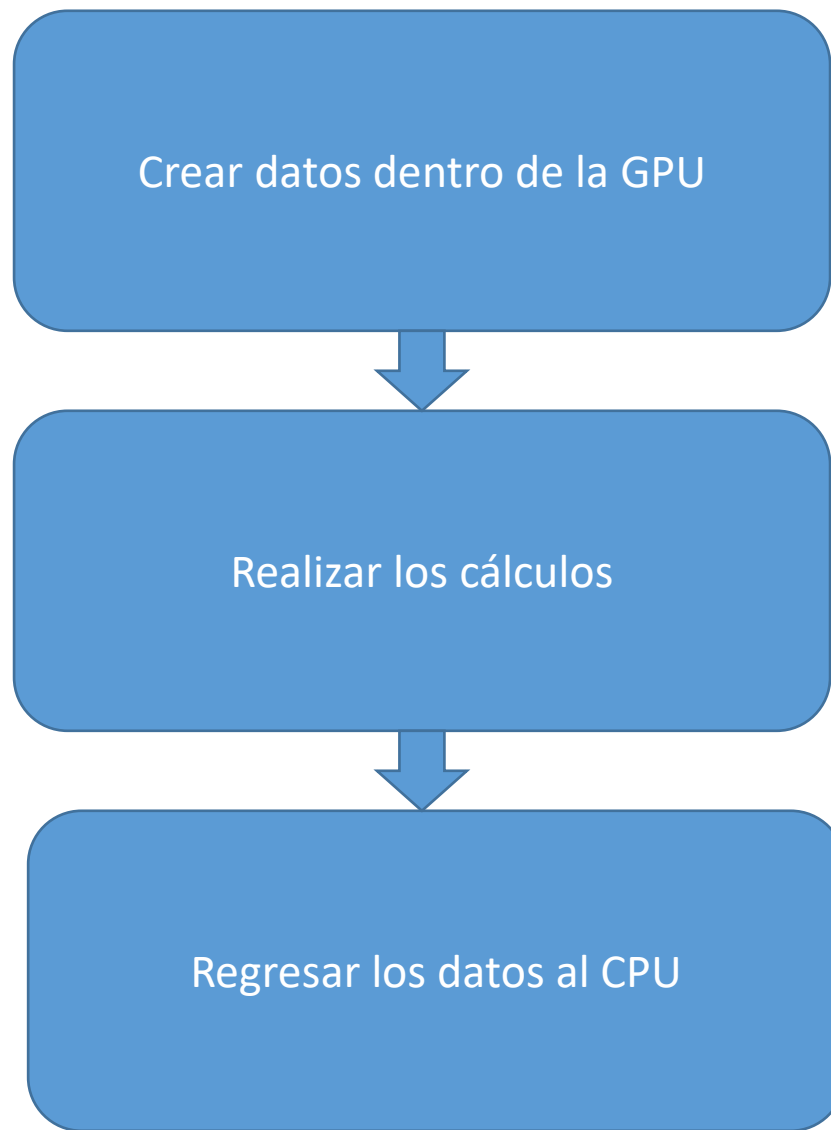 Crear datos dentro de la GPU
Realizar los cálculos
Regresar los datos al CPU